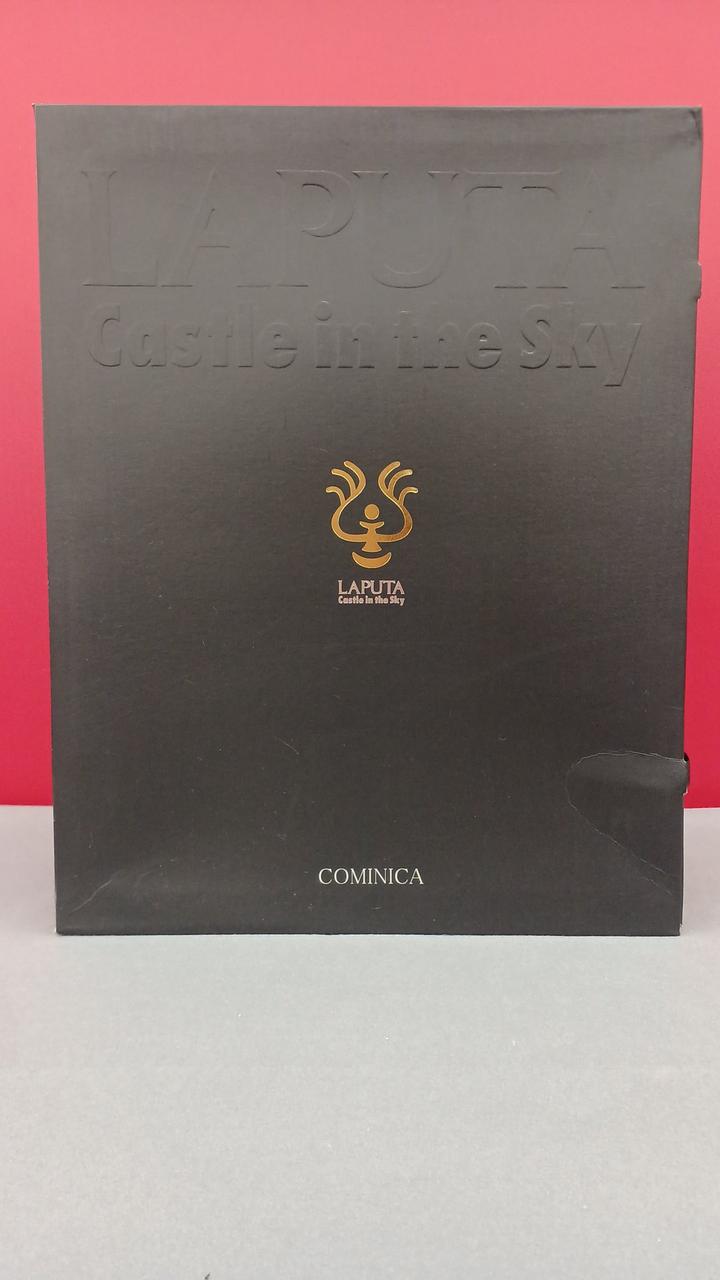 LAPUTA
Castle in the Sky
LAPUTA
Castle in the Sky
COMINICA